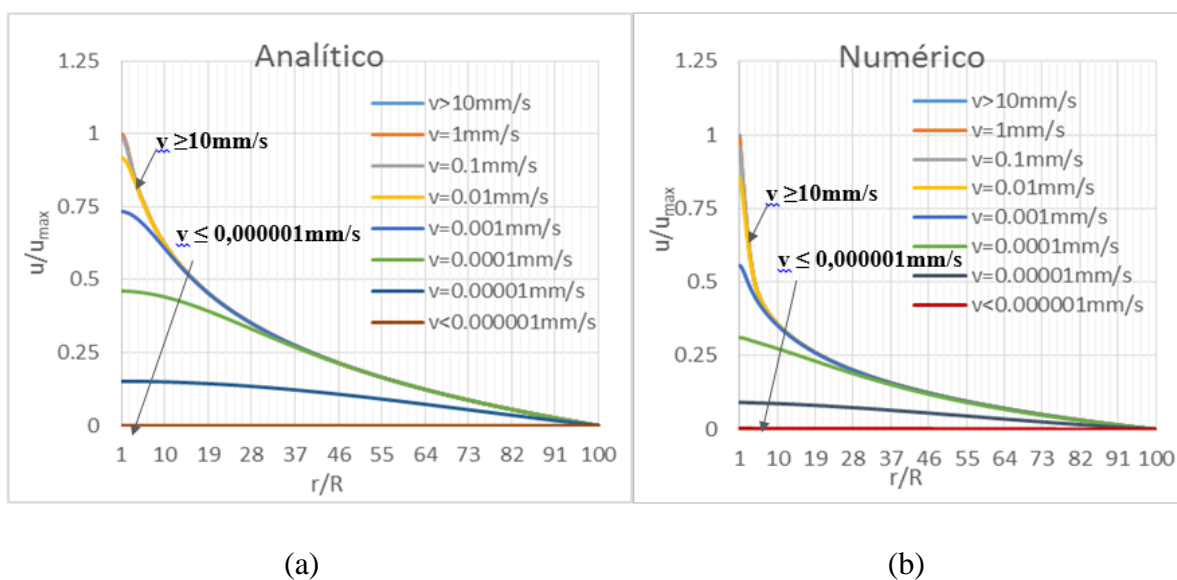 Analítico
1.25
1
0.75
0.5
0.25
0
u/u_max
1 10 19 28 37 46 55 64 73 82 91 100
r/R
v ≥10mm/s
v ≤ 0,000001mm/s
v>10mm/s
v=1mm/s
v=0.1mm/s
v=0.01mm/s
v=0.001mm/s
v=0.0001mm/s
v=0.00001mm/s
v<0.000001mm/s
(a)
Numérico
1.25
1
0.75
0.5
0.25
0
u/u_max
1 10 19 28 37 46 55 64 73 82 91 100
r/R
v ≥10mm/s
v ≤ 0,000001mm/s
v>10mm/s
v=1mm/s
v=0.1mm/s
v=0.01mm/s
v=0.001mm/s
v=0.0001mm/s
v=0.00001mm/s
v<0.000001mm/s
(b)